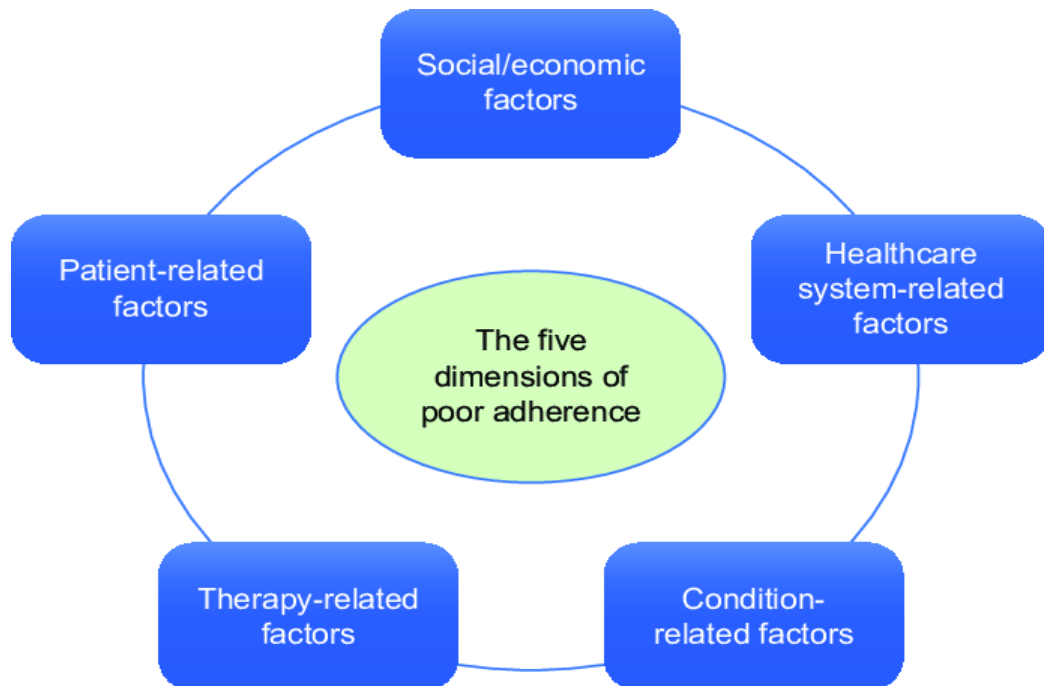 Social/economic
factors
Patient-related
factors
Healthcare
system-related
factors
The five
dimensions of
poor adherence
Therapy-related
factors
Condition-
related factors